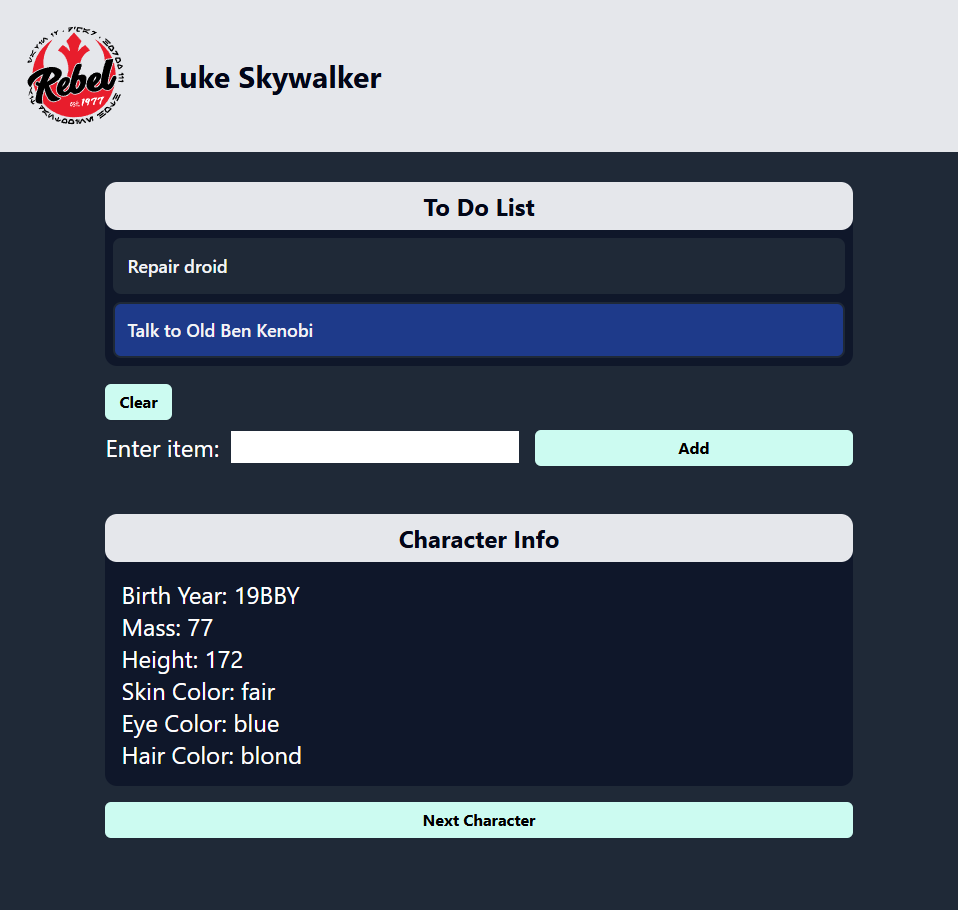 Rebel
est. 1977
Luke Skywalker
To Do List
Repair droid
Talk to Old Ben Kenobi
Clear
Enter item:
Add
Character Info
Birth Year: 19BBY
Mass: 77
Height: 172
Skin Color: fair
Eye Color: blue
Hair Color: blond
Next Character